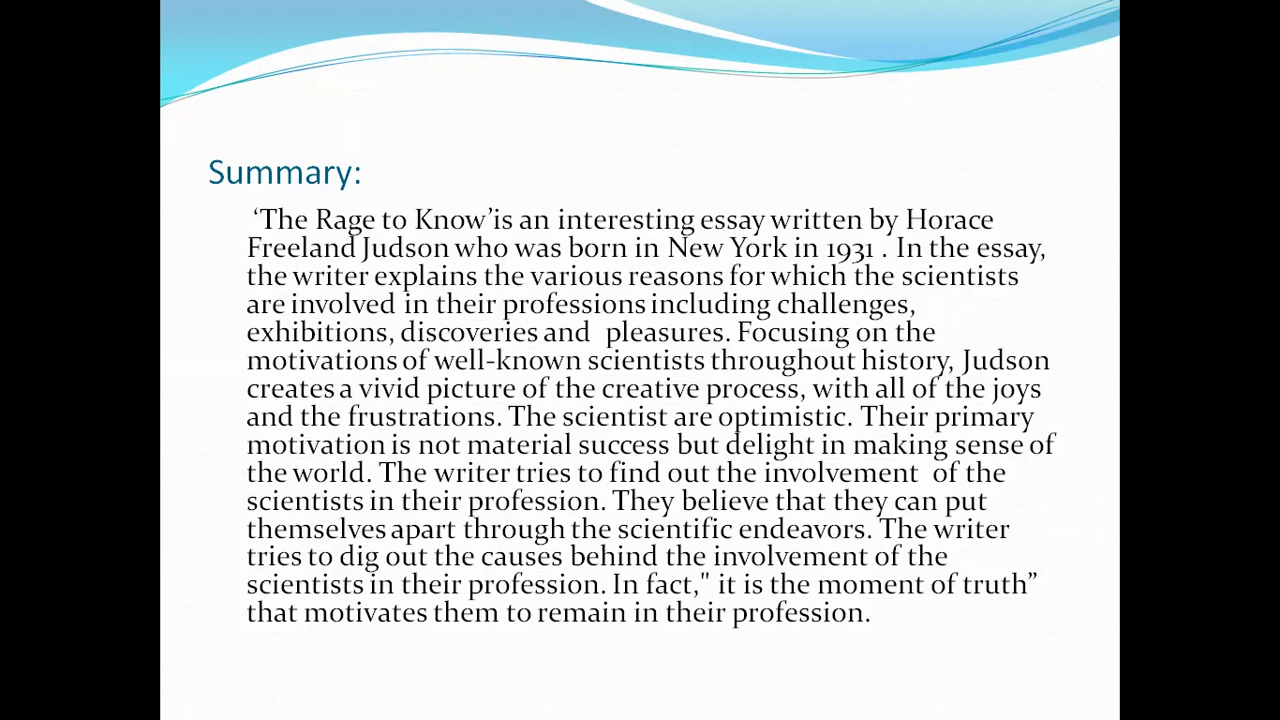 Summary:
‘The Rage to Know’is an interesting essay written by Horace
Freeland Judson who was born in New York in 1931 . In the essay,
the writer explains the various reasons for which the scientists
are involved in their professions including challenges,
exhibitions, discoveries and  pleasures. Focusing on the
motivations of well-known scientists throughout history, Judson
creates a vivid picture of the creative process, with all of the joys
and the frustrations. The scientist are optimistic. Their primary
motivation is not material success but delight in making sense of
the world. The writer tries to find out the involvement  of the
scientists in their profession. They believe that they can put
themselves apart through the scientific endeavors. The writer
tries to dig out the causes behind the involvement of the
scientists in their profession. In fact," it is the moment of truth”
that motivates them to remain in their profession.